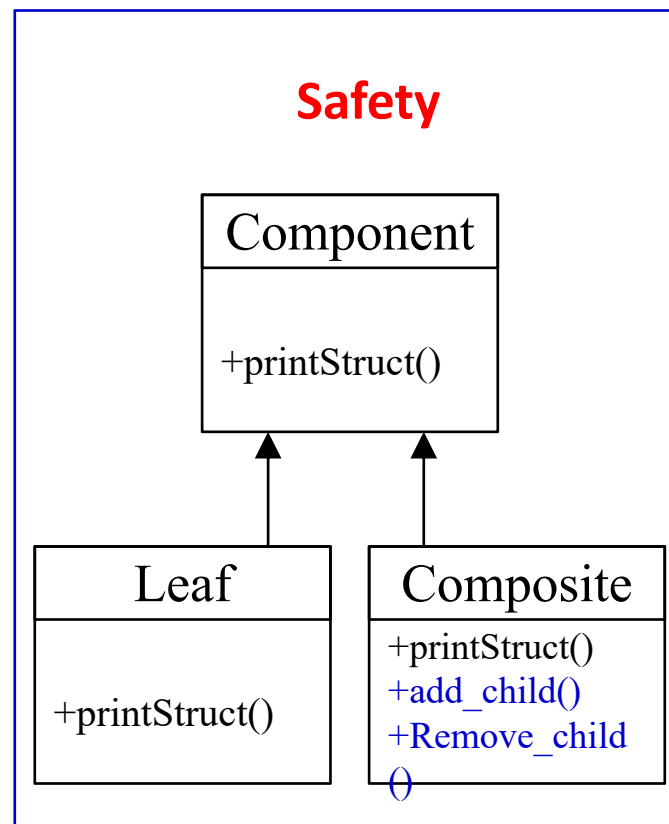 Safety
Component
+printStruct()
Leaf
+printStruct()
Composite
+printStruct()
+add_child()
+Remove_child
()